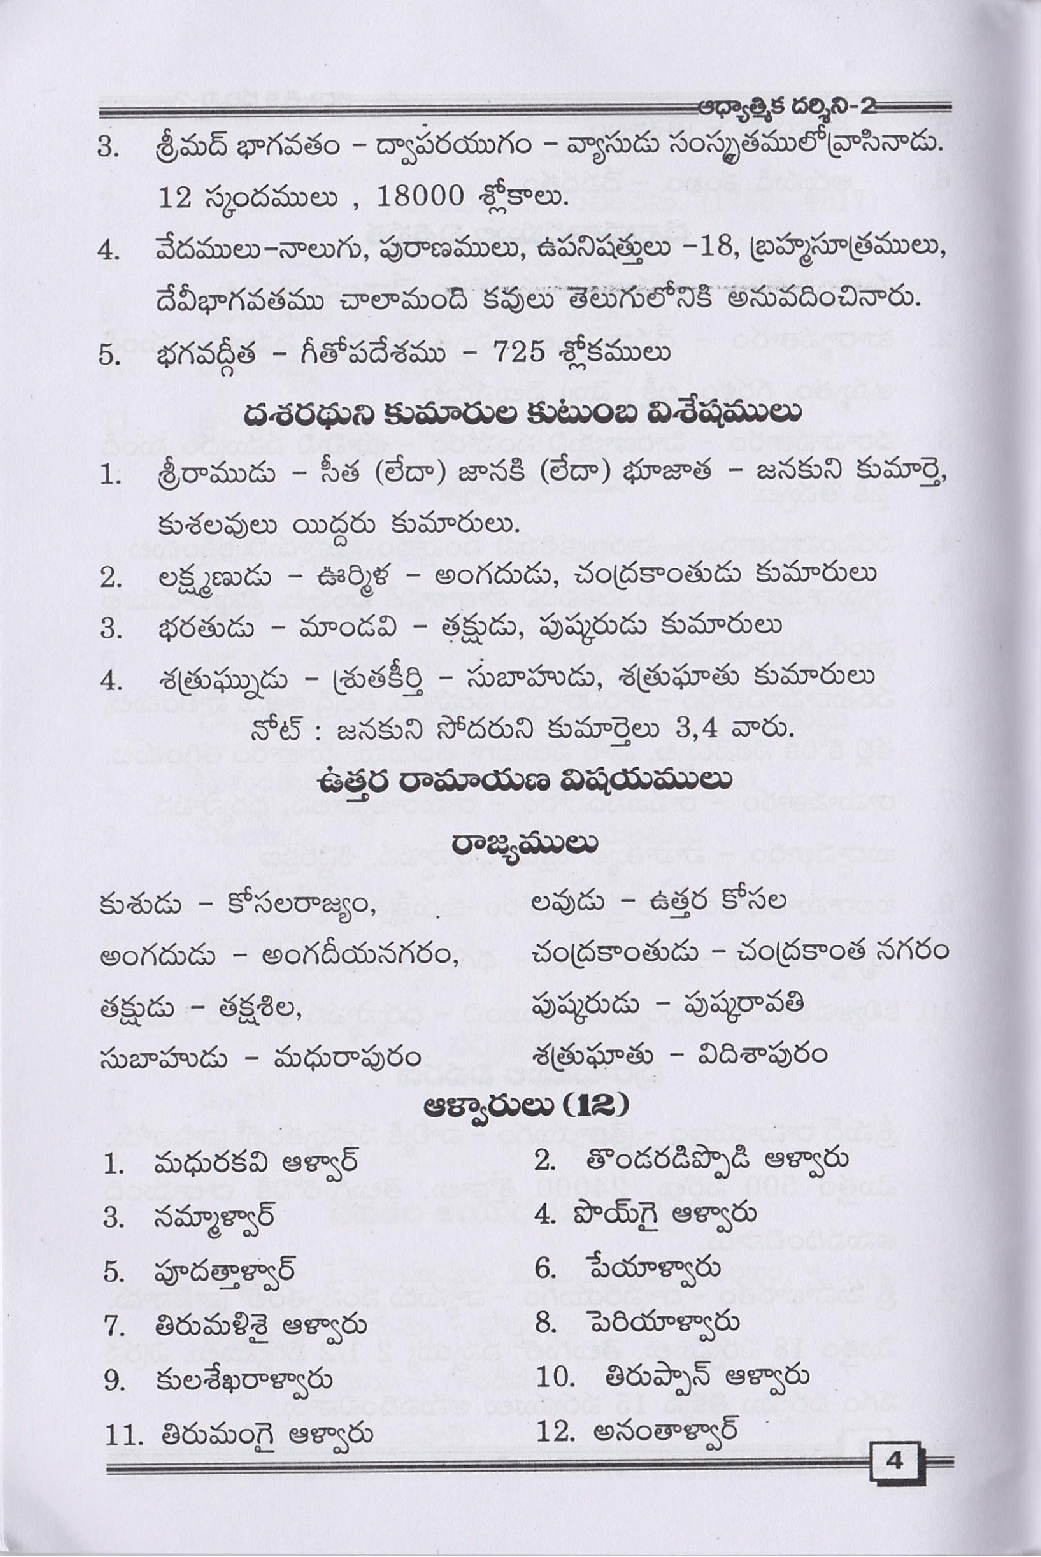 ఆధ్యాత్మిక దర్శిని-2
3. శ్రీమద్ భాగవతం – ద్వాపరయుగం – వ్యాసుడు సంస్కృతములో వ్రాసినాడు.
12 స్కందములు , 18000 శ్లోకాలు.
4. వేదములు-నాలుగు, పురాణములు, ఉపనిషత్తులు -18, బ్రహ్మసూత్రములు,
దేవీభాగవతము చాలామంది కవులు తెలుగులోనికి అనువదించినారు.
5. భగవద్గీత – గీతోపదేశము – 725 శ్లోకములు
దశరథుని కుమారుల కుటుంబ విశేషములు
1. శ్రీరాముడు – సీత (లేదా) జానకి (లేదా) భూజాత – జనకుని కుమార్తె,
కుశలవులు యిద్దరు కుమారులు.
2. లక్ష్మణుడు – ఊర్మిళ – అంగదుడు, చంద్రకాంతుడు కుమారులు
3. భరతుడు – మాండవి – తక్షుడు, పుష్కరుడు కుమారులు
4. శత్రుఘ్నుడు – శ్రుతకీర్తి – సుబాహుడు, శత్రుఘాతు కుమారులు
నోట్ : జనకుని సోదరుని కుమార్తెలు 3,4 వారు.
ఉత్తర రామాయణ విషయములు
రాజ్యములు
కుశుడు – కోసలరాజ్యం, లవుడు – ఉత్తర కోసల
అంగదుడు – అంగదీయనగరం, చంద్రకాంతుడు – చంద్రకాంత నగరం
తక్షుడు – తక్షశిల, పుష్కరుడు – పుష్కరావతి
సుబాహుడు – మధురాపురం శత్రుఘాతు – విదిశాపురం
ఆళ్వారులు (12)
1. మధురకవి ఆళ్వార్ 2. తొండరడిప్పొడి ఆళ్వారు
3. నమ్మాళ్వార్ 4. పొయ్‌గై ఆళ్వారు
5. పూదత్తాళ్వార్ 6. పేయాళ్వారు
7. తిరుమళిశై ఆళ్వారు 8. పెరియాళ్వారు
9. కులశేఖరాళ్వారు 10. తిరుప్పాన్ ఆళ్వారు
11. తిరుమంగై ఆళ్వారు 12. అనంతాళ్వార్
4